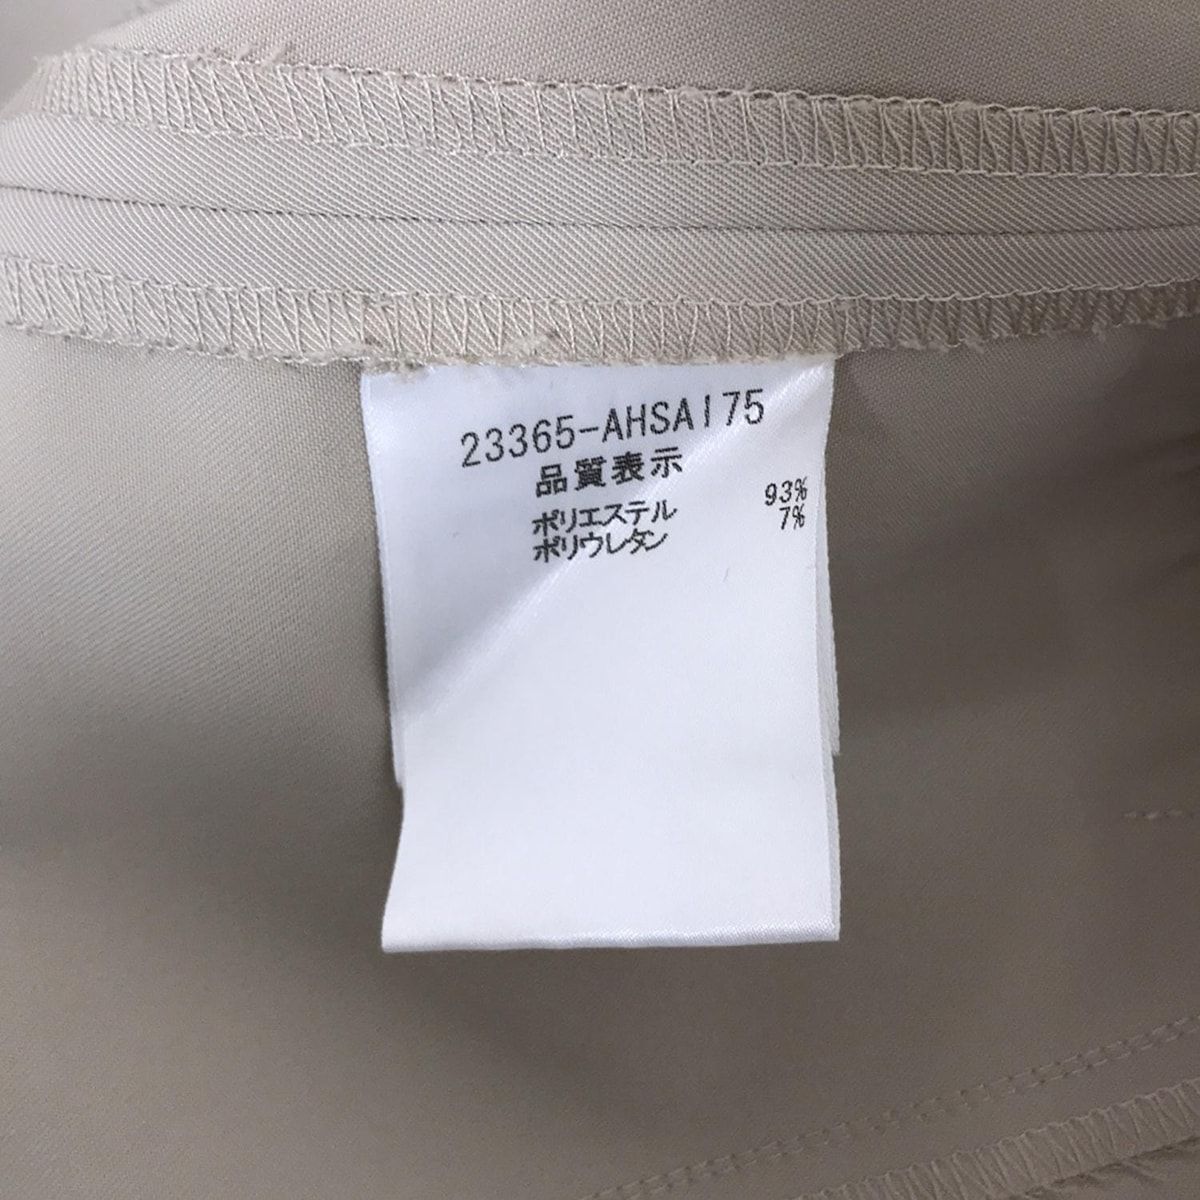 23365-AHSA175
品質表示
ポリエステル 93%
ポリウレタン 7%